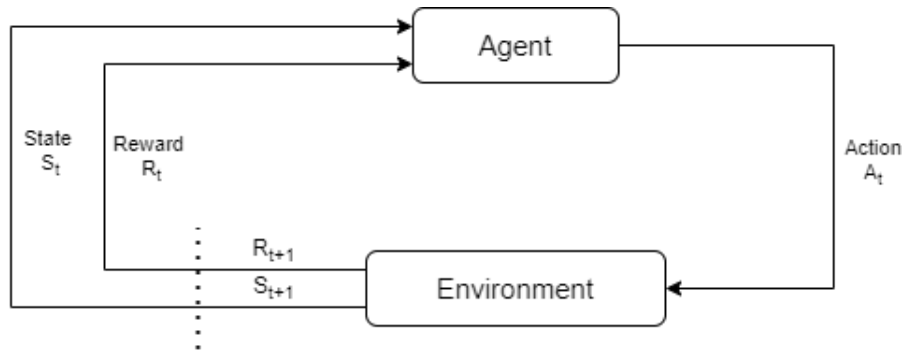 Agent
State
Sₜ
Reward
Rₜ
Action
Aₜ
Rₜ₊₁
Sₜ₊₁
Environment